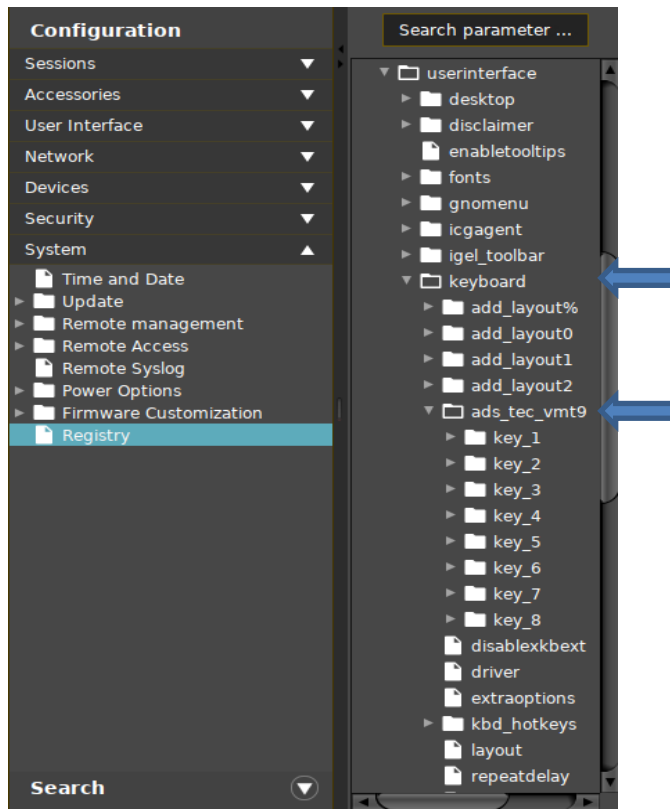 Configuration
Sessions
Accessories
User Interface
Network
Devices
Security
System
Time and Date
Update
Remote management
Remote Access
Remote Syslog
Power Options
Firmware Customization
Registry
Search
Search parameter ...
userinterface
desktop
disclaimer
enabletooltips
fonts
gnomenu
icgagent
igel_toolbar
keyboard
add_layout%
add_layout0
add_layout1
add_layout2
ads_tec_vmt9
key_1
key_2
key_3
key_4
key_5
key_6
key_7
key_8
disablexkbext
driver
extraoptions
kbd_hotkeys
layout
repeatdelay